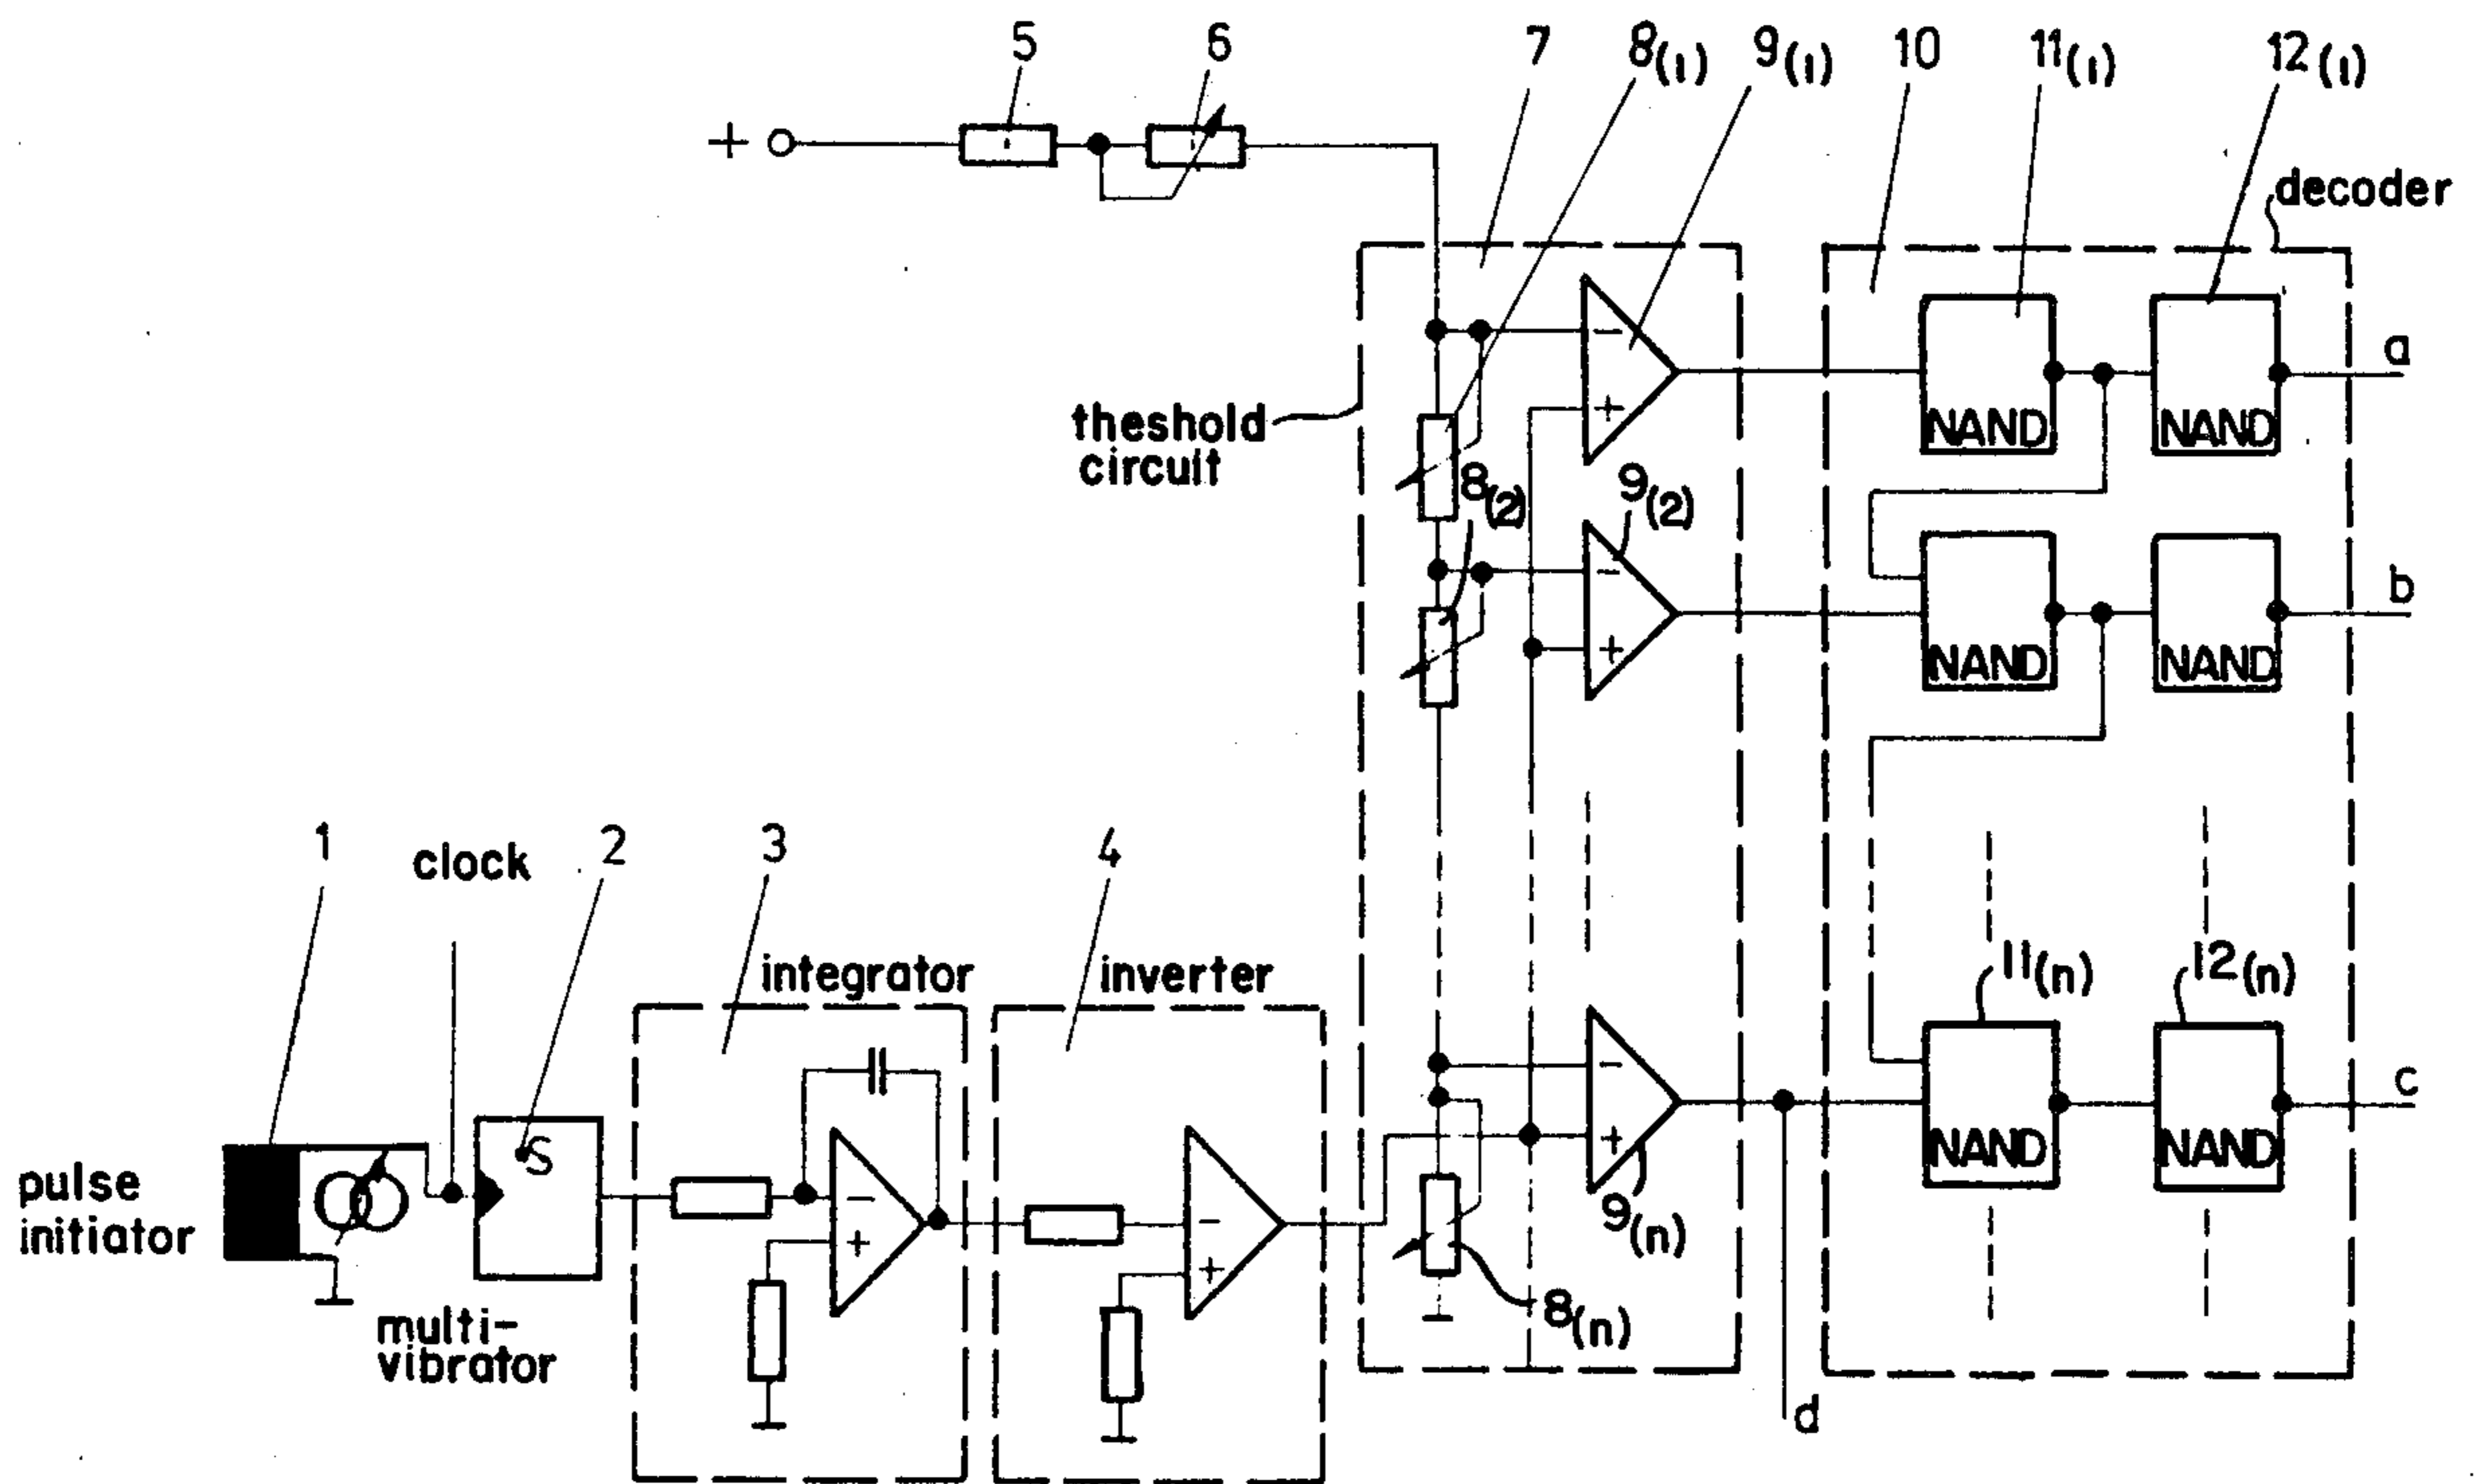 5 6 7 8(1) 9(1) 10 11(1) 12(1)
+
decoder
theshold
circuit
- +
NAND NAND a
8(2) 9(2)
- +
NAND NAND b
1 clock 2 3 4
integrator inverter
11(n) 12(n)
pulse
initiator
S
multi-
vibrator
- +
- +
- +
NAND NAND c
9(n)
8(n)
d